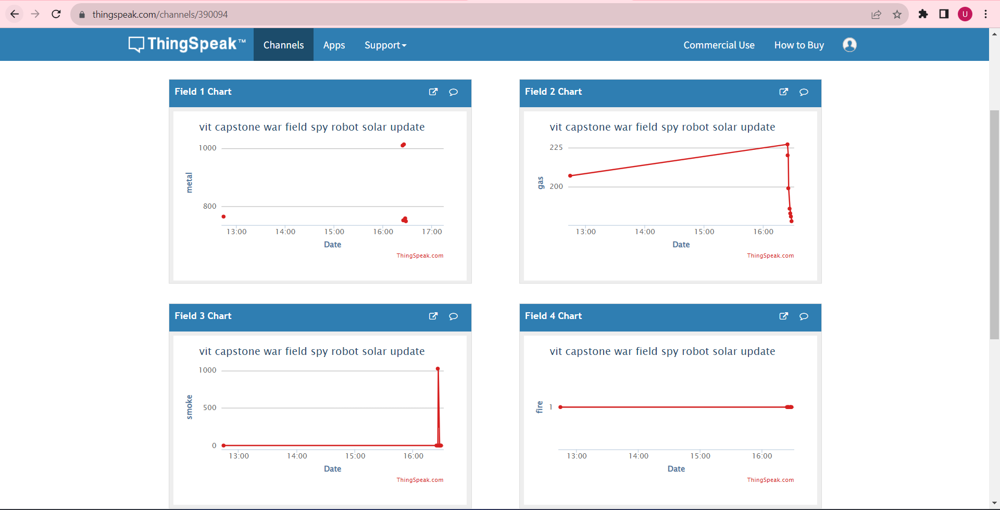 thingspeak.com/channels/390094
U
ThingSpeak™ Channels Apps Support Commercial Use How to Buy
Field 1 Chart
vit capstone war field spy robot solar update
1000
800
metal
13:00 14:00 15:00 16:00 17:00
Date
ThingSpeak.com
Field 2 Chart
vit capstone war field spy robot solar update
225
200
gas
13:00 14:00 15:00 16:00
Date
ThingSpeak.com
Field 3 Chart
vit capstone war field spy robot solar update
1000
500
0
smoke
13:00 14:00 15:00 16:00
Date
ThingSpeak.com
Field 4 Chart
vit capstone war field spy robot solar update
1
fire
13:00 14:00 15:00 16:00
Date
ThingSpeak.com